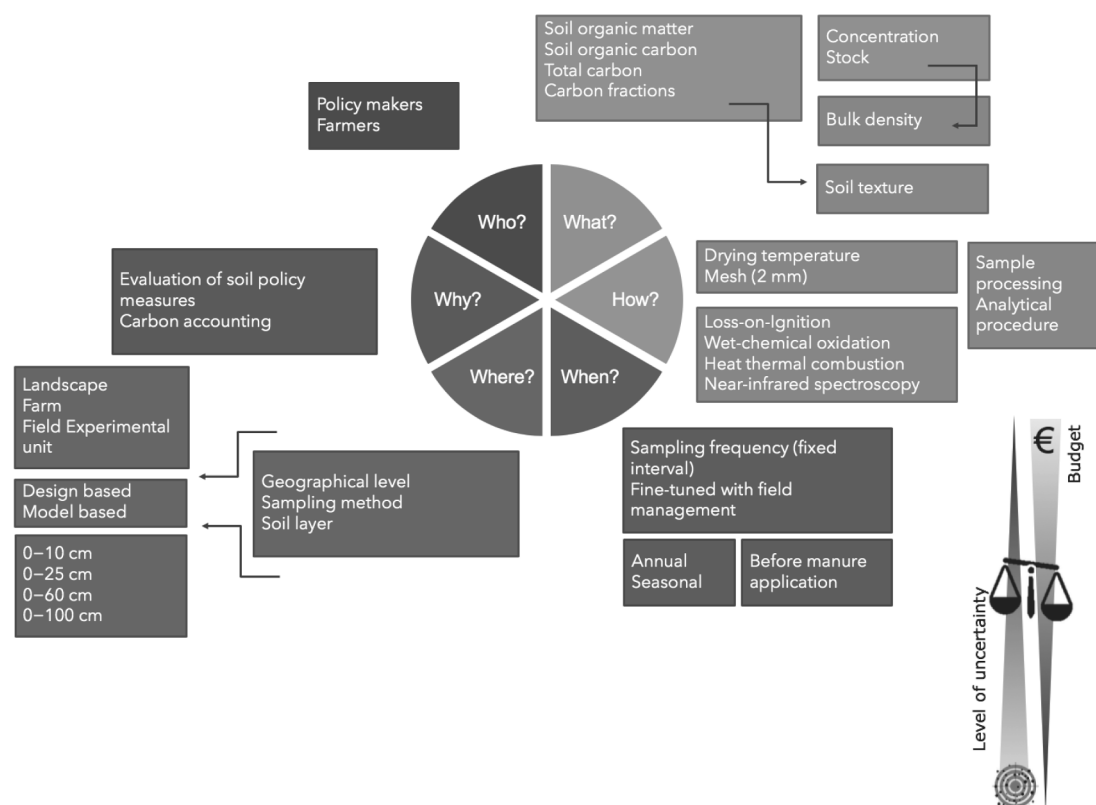 Soil organic matter
Soil organic carbon
Total carbon
Carbon fractions
Concentration
Stock
Bulk density
Soil texture
Policy makers
Farmers
Who?
What?
Why?
How?
Where?
When?
Evaluation of soil policy
measures
Carbon accounting
Drying temperature
Mesh (2 mm)
Sample
processing
Analytical
procedure
Loss-on-Ignition
Wet-chemical oxidation
Heat thermal combustion
Near-infrared spectroscopy
Landscape
Farm
Field Experimental
unit
Design based
Model based
0–10 cm
0–25 cm
0–60 cm
0–100 cm
Geographical level
Sampling method
Soil layer
Sampling frequency (fixed
interval)
Fine-tuned with field
management
Annual
Seasonal
Before manure
application
€
Budget
Level of uncertainty